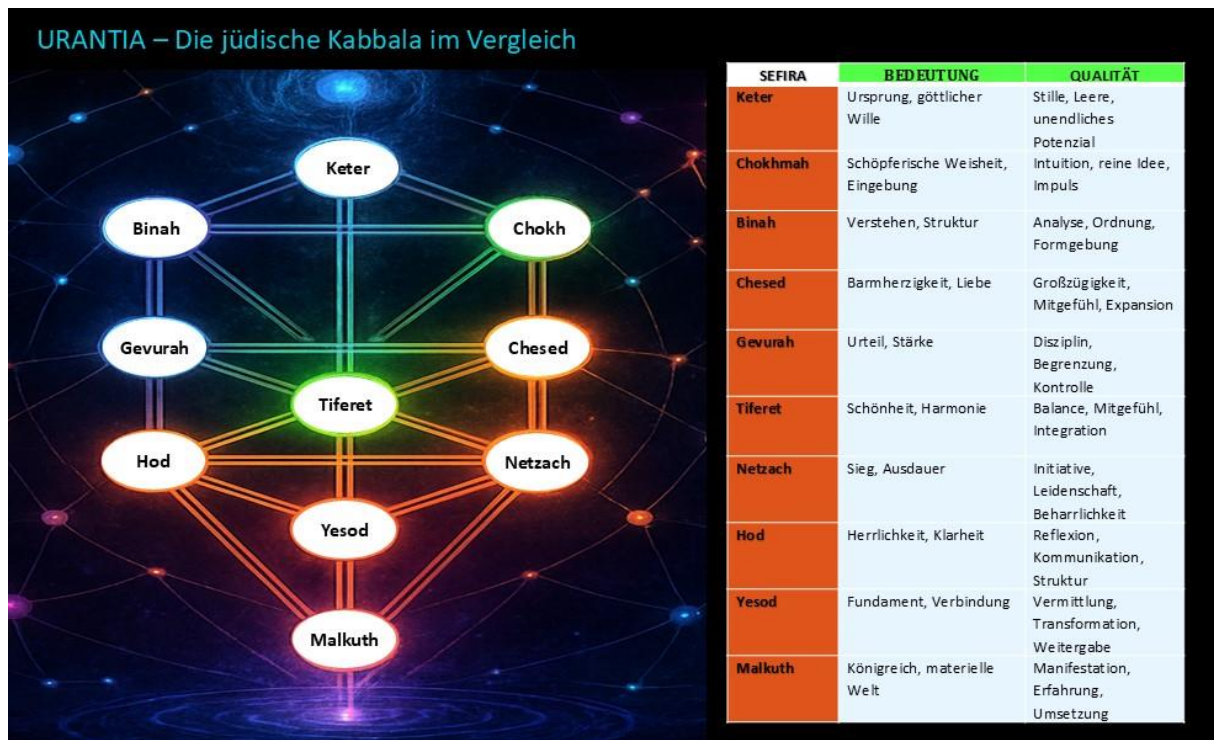 URANTIA – Die jüdische Kabbala im Vergleich
Keter
Binah
Chokh
Gevurah
Chesed
Tiferet
Hod
Netzach
Yesod
Malkuth
SEFIRA BEDEUTUNG QUALITÄT
Keter Ursprung, göttlicher Stille, Leere,
Wille unendliches
Potenzial
Chokhmah Schöpferische Weisheit, Intuition, reine Idee,
Eingebung Impuls
Binah Verstehen, Struktur Analyse, Ordnung,
Formgebung
Chesed Barmherzigkeit, Liebe Großzügigkeit,
Mitgefühl, Expansion
Gevurah Urteil, Stärke Disziplin,
Begrenzung,
Kontrolle
Tiferet Schönheit, Harmonie Balance, Mitgefühl,
Integration
Netzach Sieg, Ausdauer Initiative,
Leidenschaft,
Beharrlichkeit
Hod Herrlichkeit, Klarheit Reflexion,
Kommunikation,
Struktur
Yesod Fundament, Verbindung Vermittlung,
Transformation,
Weitergabe
Malkuth Königreich, materielle Manifestation,
Welt Erfahrung,
Umsetzung